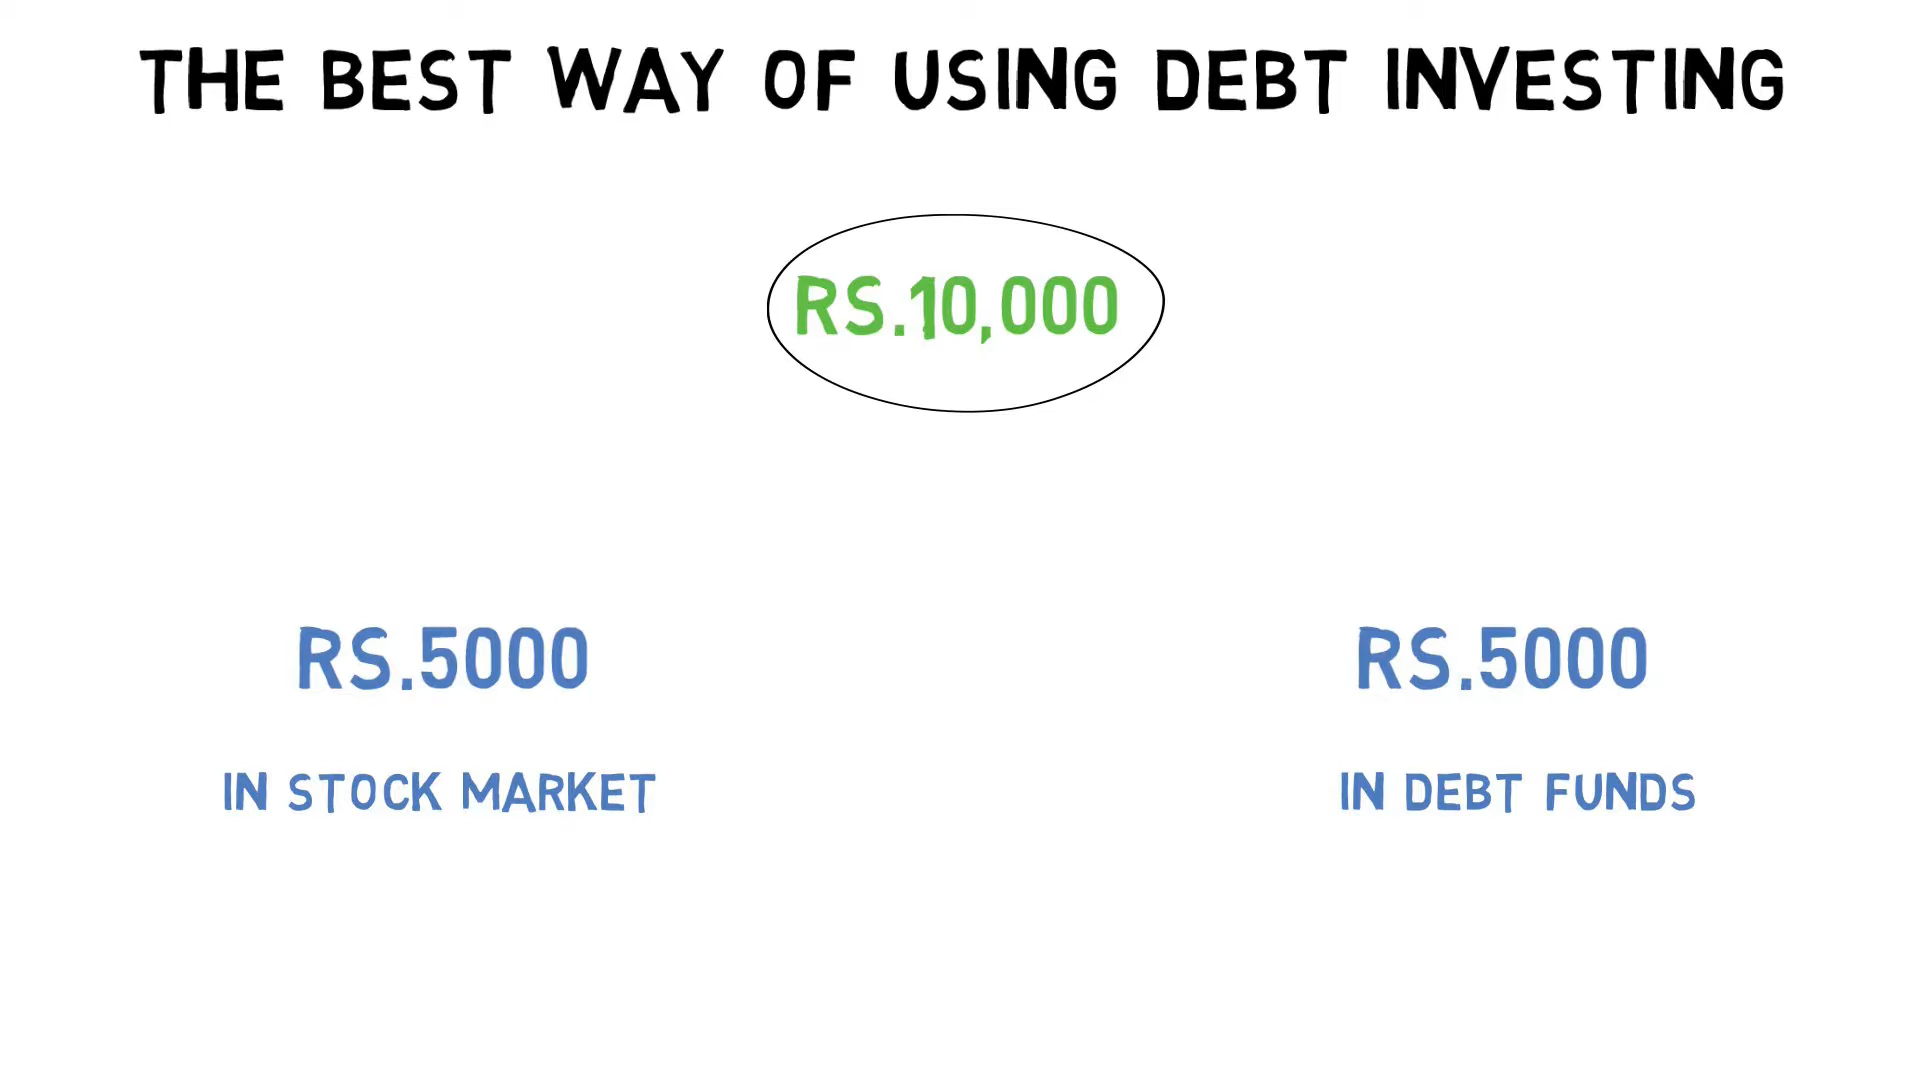 THE BEST WAY OF USING DEBT INVESTING
RS.10,000
RS.5000
IN STOCK MARKET
RS.5000
IN DEBT FUNDS